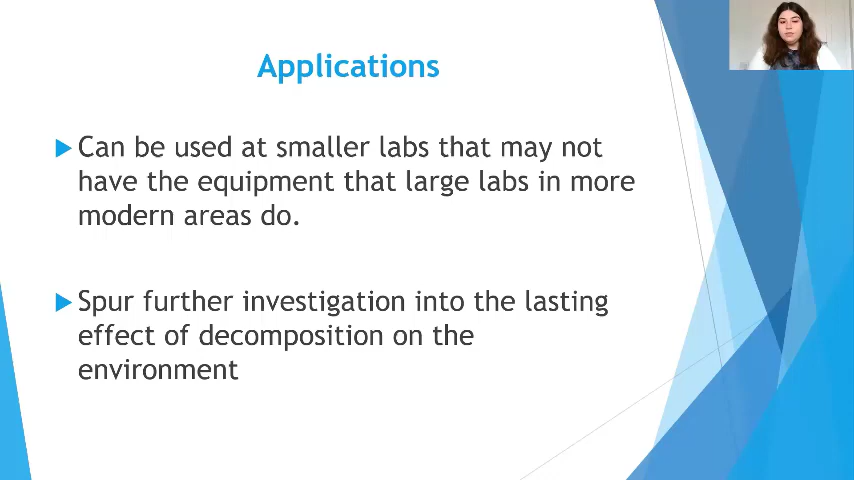 Applications
Can be used at smaller labs that may not
have the equipment that large labs in more
modern areas do.
Spur further investigation into the lasting
effect of decomposition on the
environment